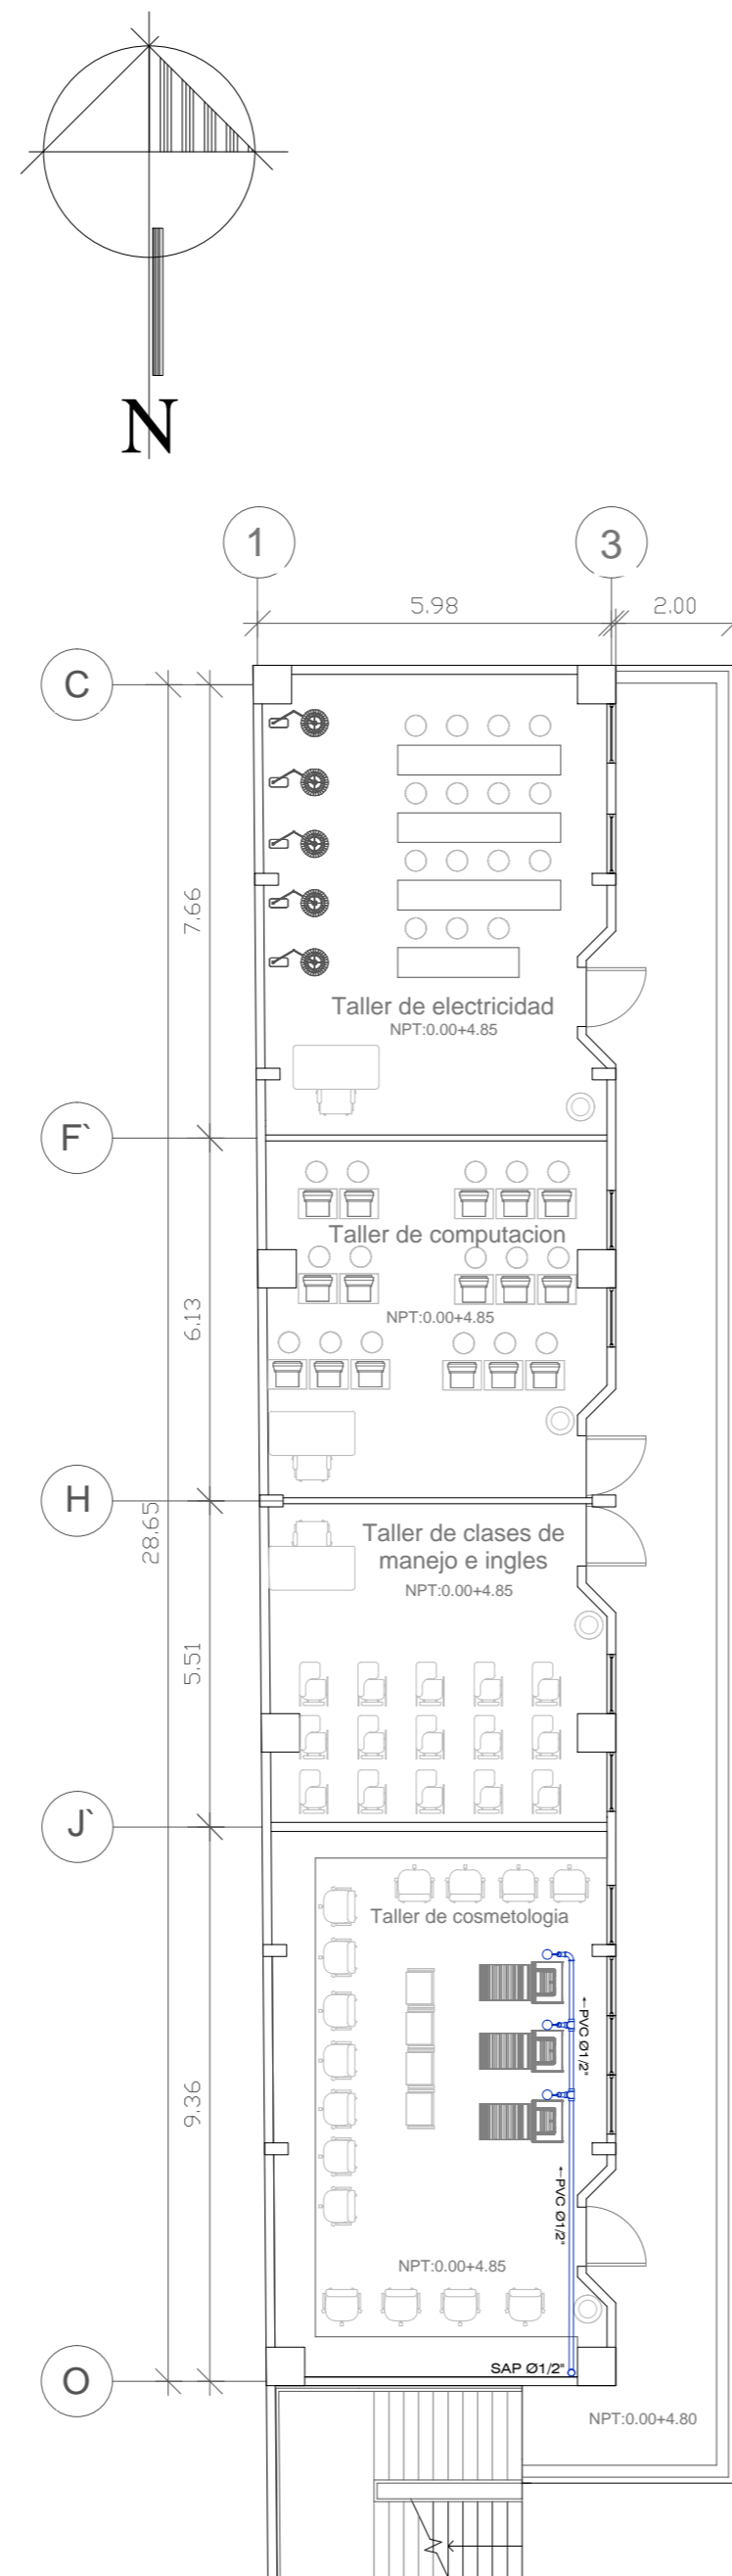 N
1
3
5.98
2.00
C
7.66
Taller de electricidad
NPT:0.00+4.85
F`
Taller de computacion
6.13
NPT:0.00+4.85
H
28.65
Taller de clases de
manejo e ingles
NPT:0.00+4.85
5.51
J`
Taller de cosmetologia
←PVC Ø1/2"
9.36
←PVC Ø1/2"
NPT:0.00+4.85
SAP Ø1/2"
O
NPT:0.00+4.80